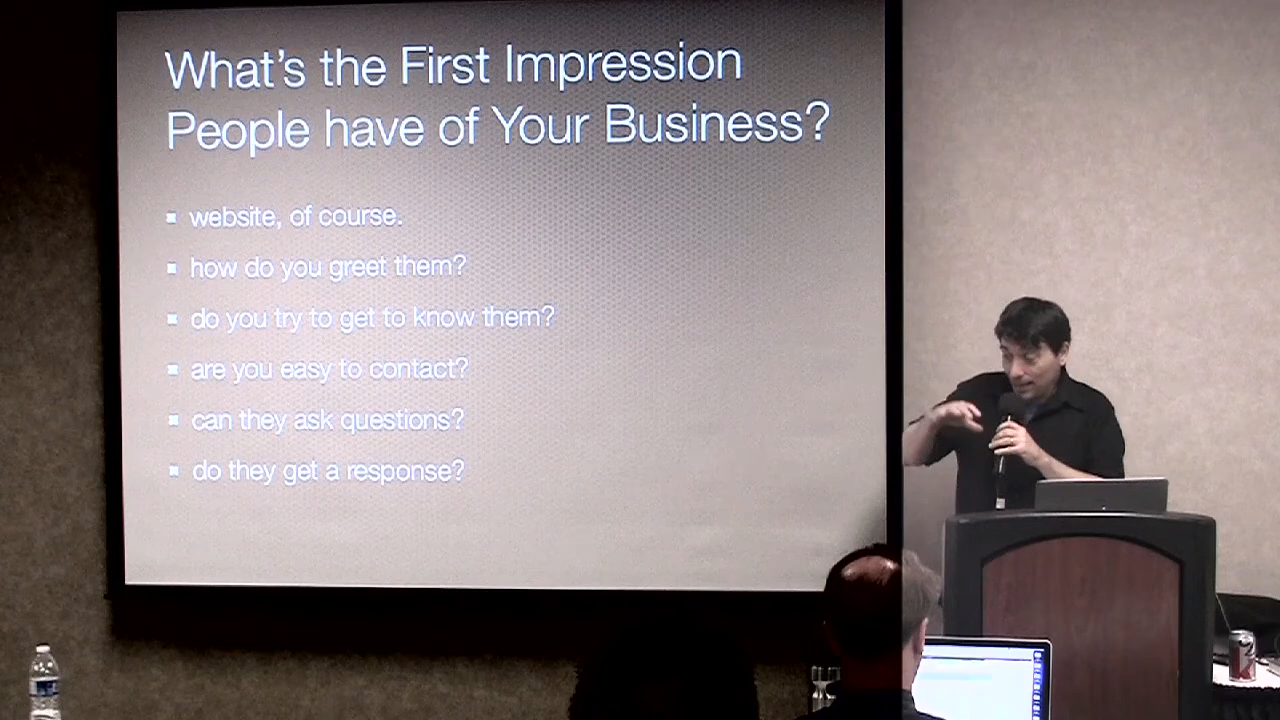 What's the First Impression
People have of Your Business?
website, of course.
how do you greet them?
do you try to get to know them?
are you easy to contact?
can they ask questions?
do they get a response?